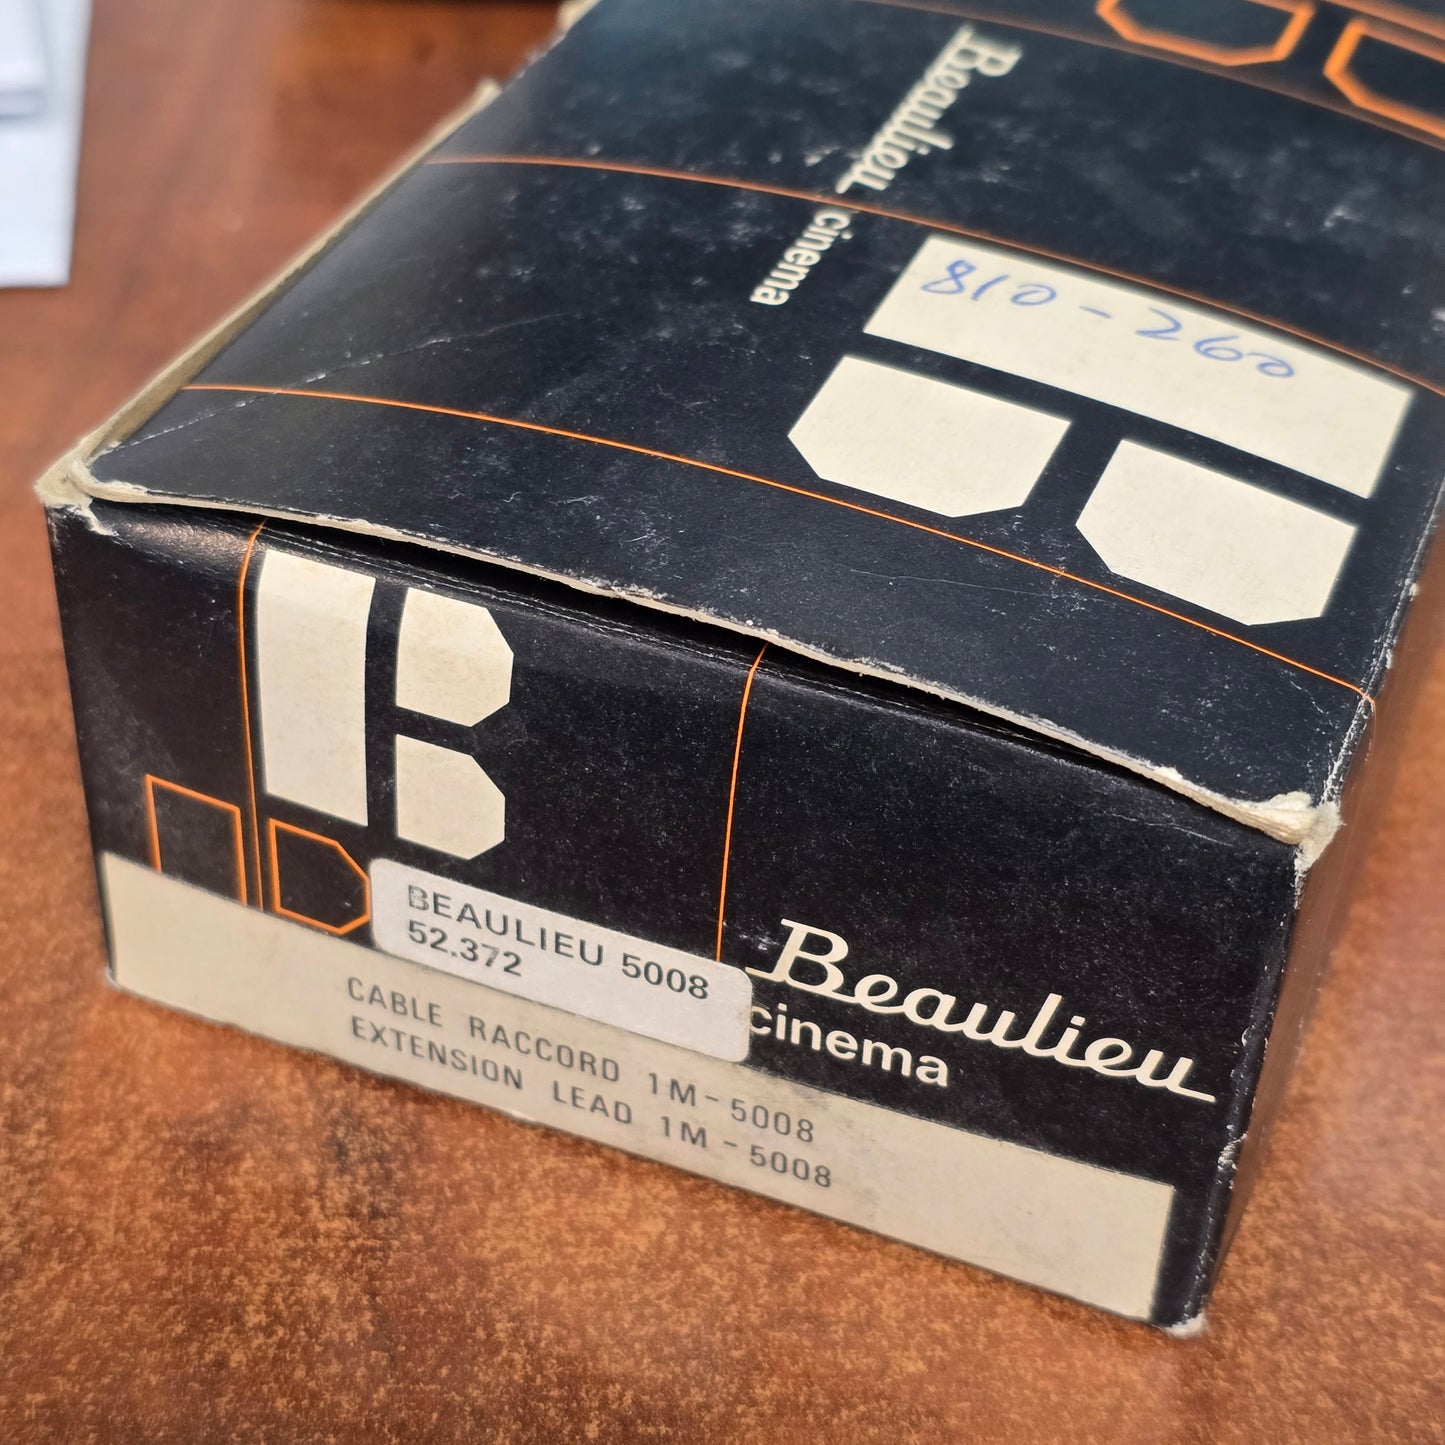 Beaulieu
cinema
810-260
B
BEAULIEU 5008
52.372
CABLE RACCORD 1M-5008
EXTENSION LEAD 1M-5008
Beaulieu
cinema